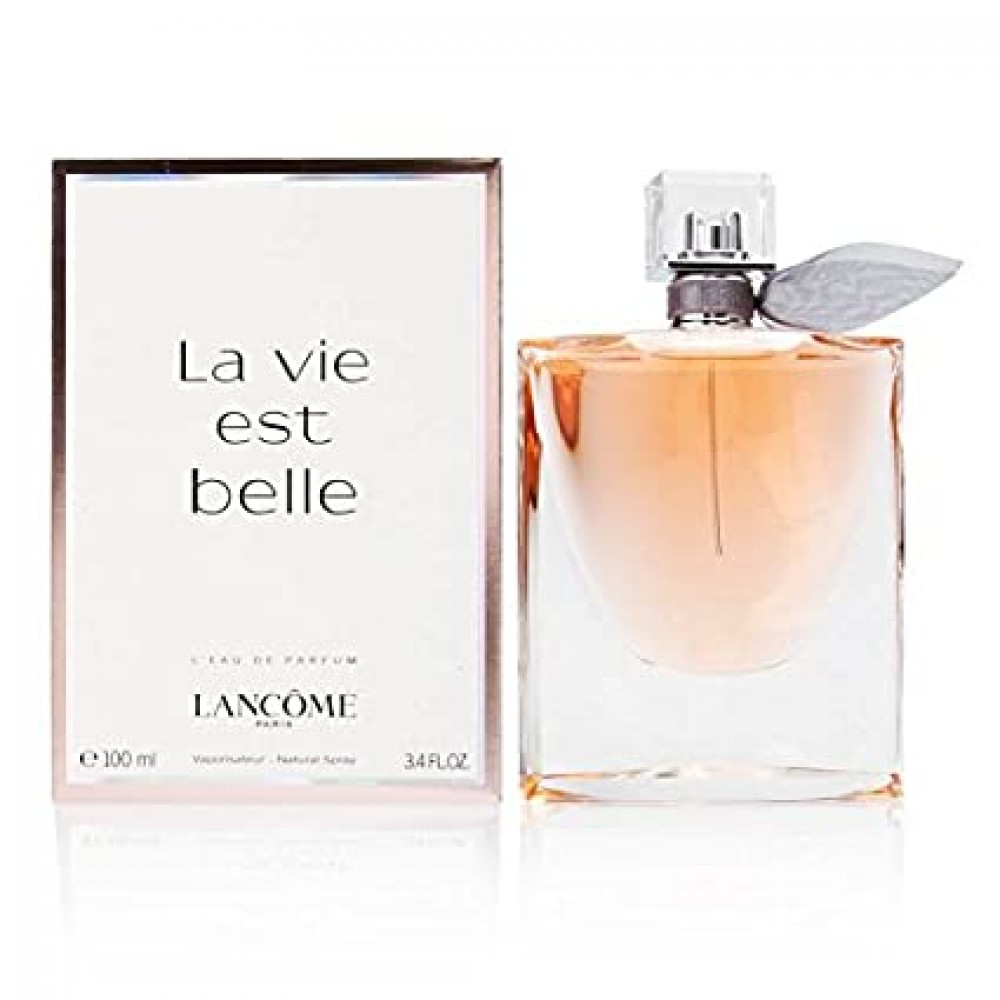 La vie
est
belle
L'EAU DE PARFUM
LANCÔME
PARIS
℮ 100 ml Vaporisateur - Natural Spray 3.4 FL.OZ.